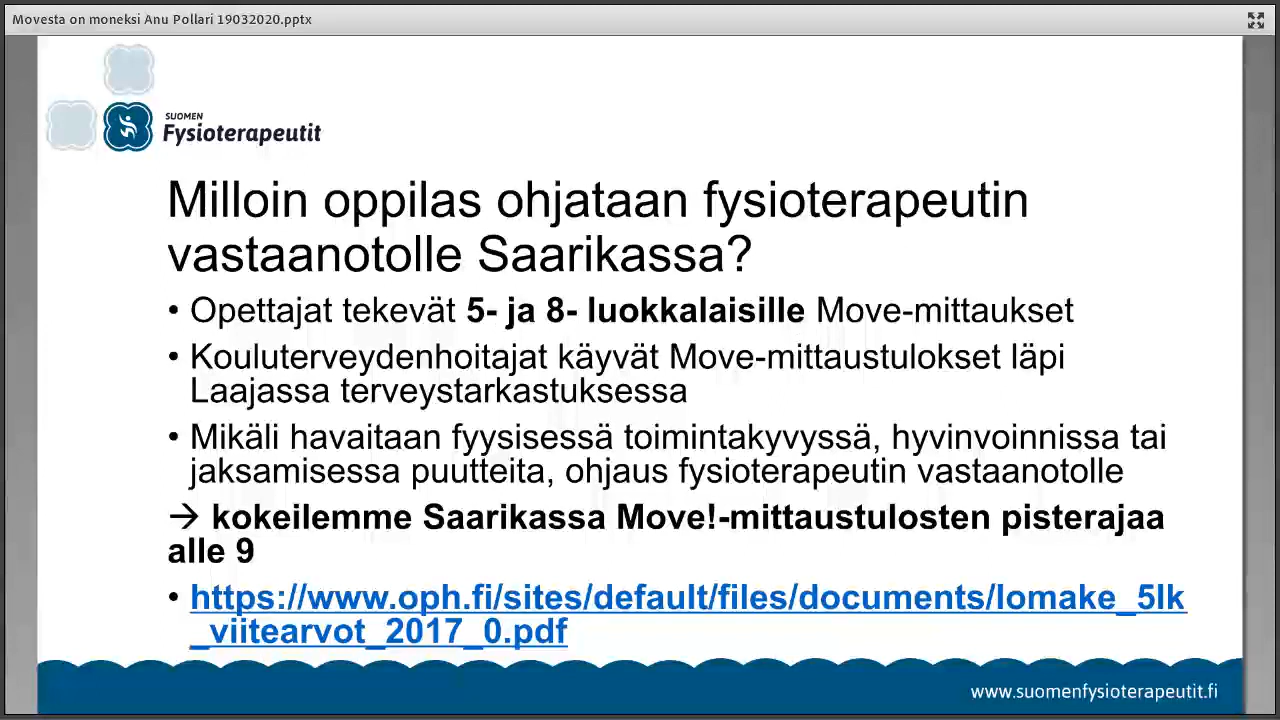 Movesta on moneksi Anu Pollari 19032020.pptx
SUOMEN
Fysioterapeutit
Milloin oppilas ohjataan fysioterapeutin
vastaanotolle Saarikassa?
• Opettajat tekevät 5- ja 8- luokkalaisille Move-mittaukset
• Kouluterveydenhoitajat käyvät Move-mittaustulokset läpi
Laajassa terveystarkastuksessa
• Mikäli havaitaan fyysisessä toimintakyvyssä, hyvinvoinnissa tai
jaksamisessa puutteita, ohjaus fysioterapeutin vastaanotolle
→ kokeilemme Saarikassa Move!-mittaustulosten pisterajaa
alle 9
• https://www.oph.fi/sites/default/files/documents/lomake_5lk
_viitearvot_2017_0.pdf
www.suomenfysioterapeutit.fi